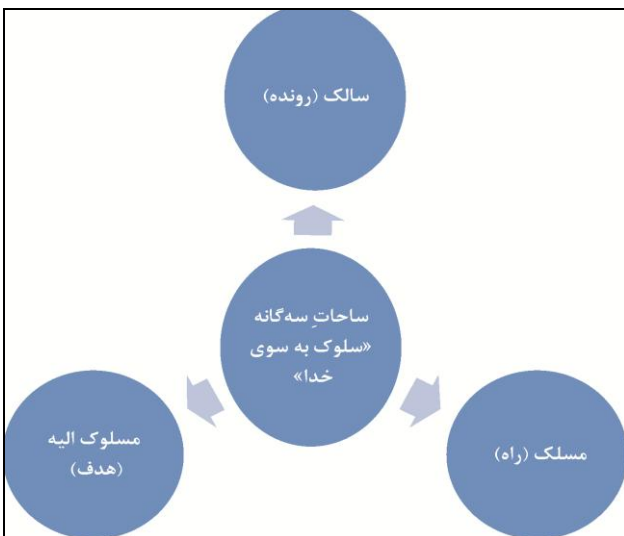 سالک (رونده)
ساحاتِ سه‌گانه
«سلوک به سوی
خدا»
مسلک (راه)
مسلوک الیه
(هدف)